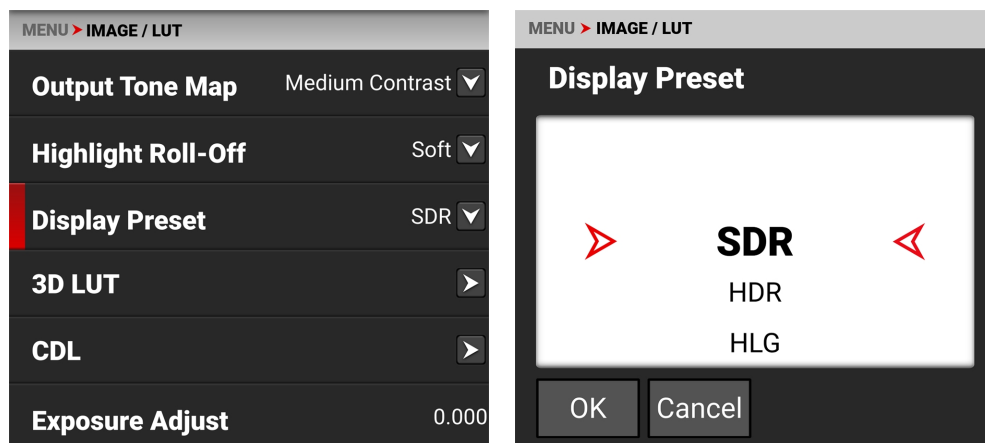 MENU IMAGE / LUT
Output Tone Map Medium Contrast
Highlight Roll-Off Soft
Display Preset SDR
3D LUT
CDL
Exposure Adjust 0.000
MENU IMAGE / LUT
Display Preset
SDR
HDR
HLG
OK Cancel